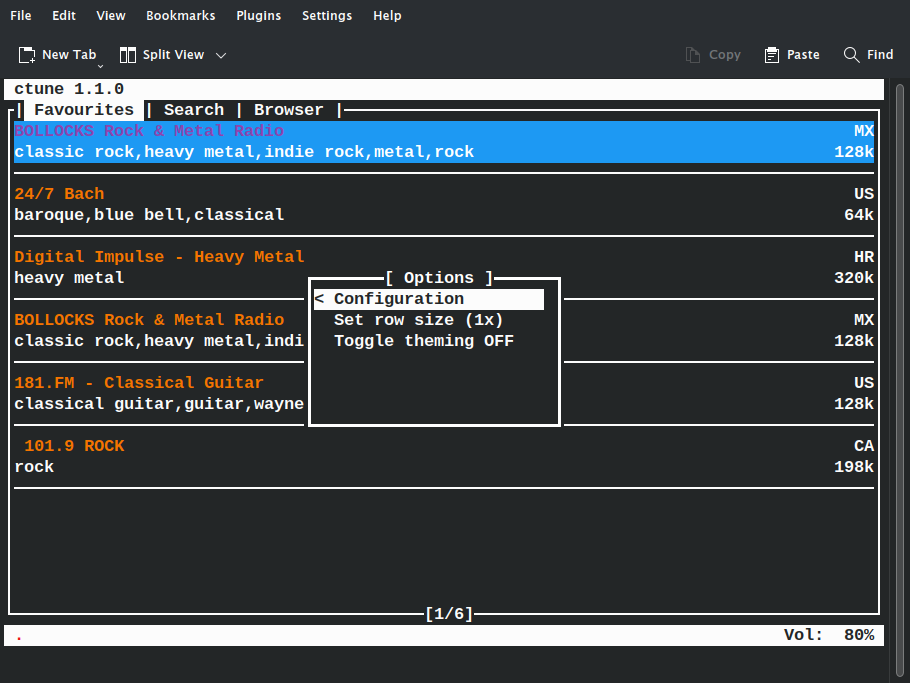 File Edit View Bookmarks Plugins Settings Help
New Tab Split View Copy Paste Find
ctune 1.1.0
| Favourites | Search | Browser |
BOLLOCKS Rock & Metal Radio MX
classic rock,heavy metal,indie rock,metal,rock 128k
24/7 Bach US
baroque,blue bell,classical 64k
Digital Impulse - Heavy Metal HR
heavy metal 320k
[ Options ]
< Configuration
Set row size (1x)
Toggle theming OFF
BOLLOCKS Rock & Metal Radio MX
classic rock,heavy metal,indi 128k
181.FM - Classical Guitar US
classical guitar,guitar,wayne 128k
101.9 ROCK CA
rock 198k
[1/6]
. Vol: 80%